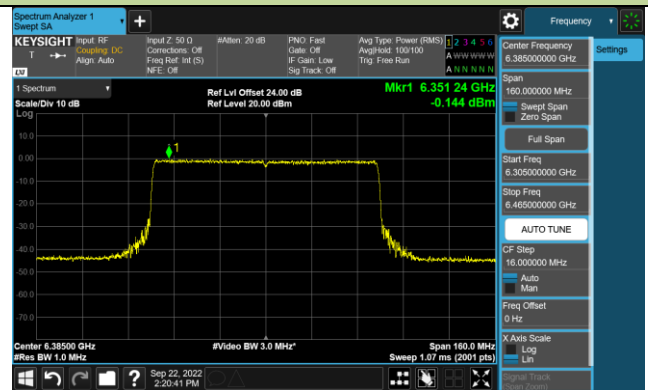 Spectrum Analyzer 1
Swept SA
Frequency
KEYSIGHT
Input: RF
Coupling: DC
Align: Auto
Input Z: 50 Ω
Corrections: Off
Freq Ref: Int (S)
NFE: Off
#Atten: 20 dB
PNO: Fast
Gate: Off
IF Gain: Low
Sig Track: Off
Avg Type: Power (RMS)
Avg|Hold: 100/100
Trig: Free Run
1 2 3 4 5 6
A W W W W W
A N N N N N
LXI
1 Spectrum
Scale/Div 10 dB
Log
Ref Lvl Offset 24.00 dB
Ref Level 20.00 dBm
Mkr1 6.351 24 GHz
-0.144 dBm
1
10.0
0.00
-10.0
-20.0
-30.0
-40.0
-50.0
-60.0
-70.0
Center 6.38500 GHz
#Res BW 1.0 MHz
#Video BW 3.0 MHz*
Span 160.0 MHz
Sweep 1.07 ms (2001 pts)
Center Frequency
6.385000000 GHz
Settings
Span
160.000000 MHz
Swept Span
Zero Span
Full Span
Start Freq
6.305000000 GHz
Stop Freq
6.465000000 GHz
AUTO TUNE
CF Step
16.000000 MHz
Auto
Man
Freq Offset
0 Hz
X Axis Scale
Log
Lin
Signal Track
(Span Zoom)
Sep 22, 2022
2:20:41 PM